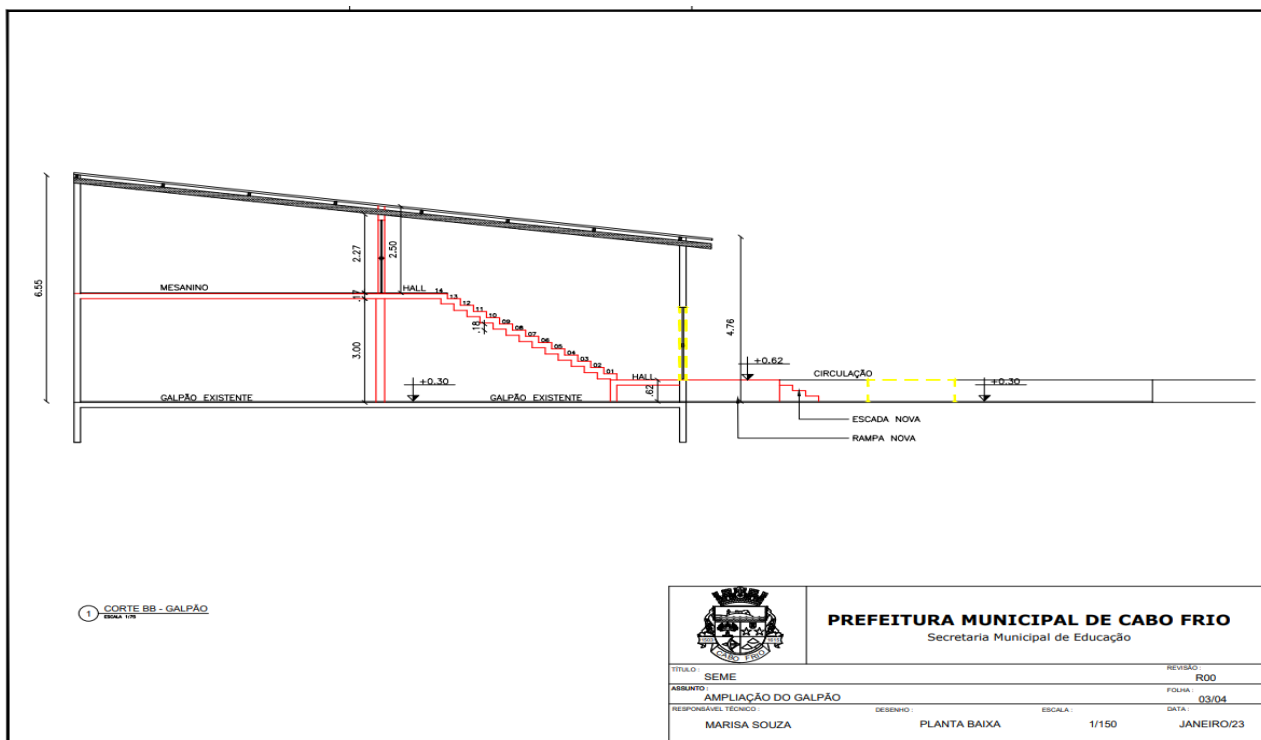 6.55
2.27
2.50
MESANINO
.17
HALL
14
13
12
11
10
09
08
07
06
05
04
03
02
01
.18
3.00
4.76
+0.62
HALL
.62
CIRCULAÇÃO
+0.30
+0.30
GALPÃO EXISTENTE
GALPÃO EXISTENTE
ESCADA NOVA
RAMPA NOVA
1
CORTE BB - GALPÃO
ESCALA 1/75
CABO FRIO
PREFEITURA MUNICIPAL DE CABO FRIO
Secretaria Municipal de Educação
TÍTULO :
SEME
REVISÃO :
R00
ASSUNTO :
AMPLIAÇÃO DO GALPÃO
FOLHA :
03/04
RESPONSÁVEL TÉCNICO :
MARISA SOUZA
DESENHO :
PLANTA BAIXA
ESCALA :
1/150
DATA :
JANEIRO/23